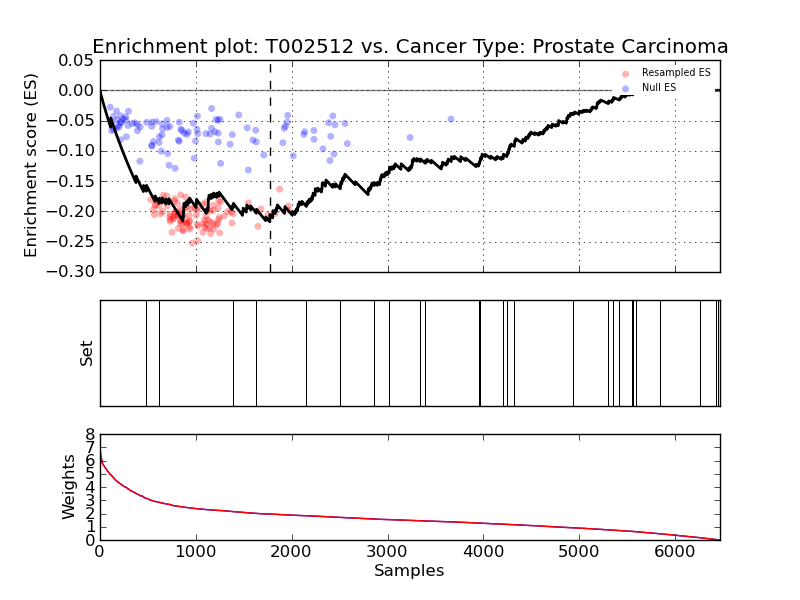 Enrichment plot: T002512 vs. Cancer Type: Prostate Carcinoma
Enrichment score (ES)
0.05
0.00
−0.05
−0.10
−0.15
−0.20
−0.25
−0.30
Resampled ES
Null ES
Set
Weights
8
7
6
5
4
3
2
1
0
0 1000 2000 3000 4000 5000 6000
Samples